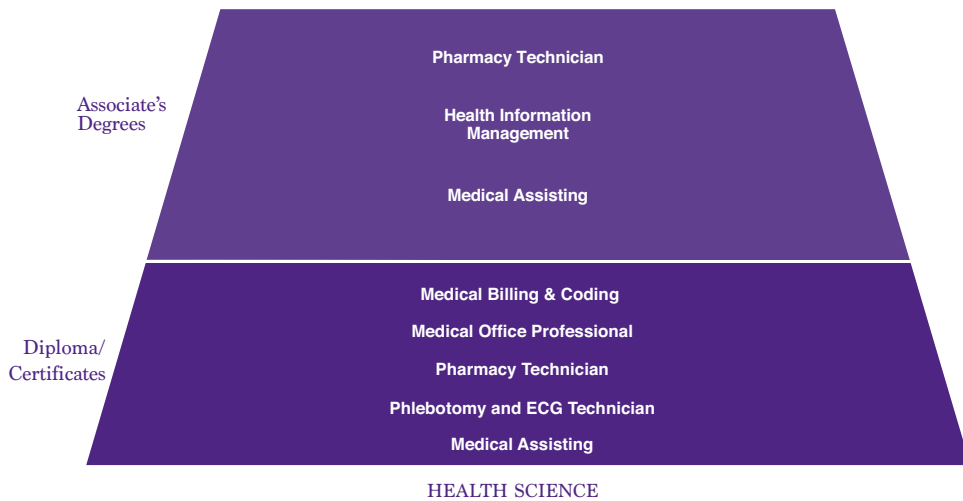 Pharmacy Technician
Associate’s
Degrees
Health Information
Management
Medical Assisting
Medical Billing & Coding
Medical Office Professional
Diploma/
Certificates
Pharmacy Technician
Phlebotomy and ECG Technician
Medical Assisting
HEALTH SCIENCE